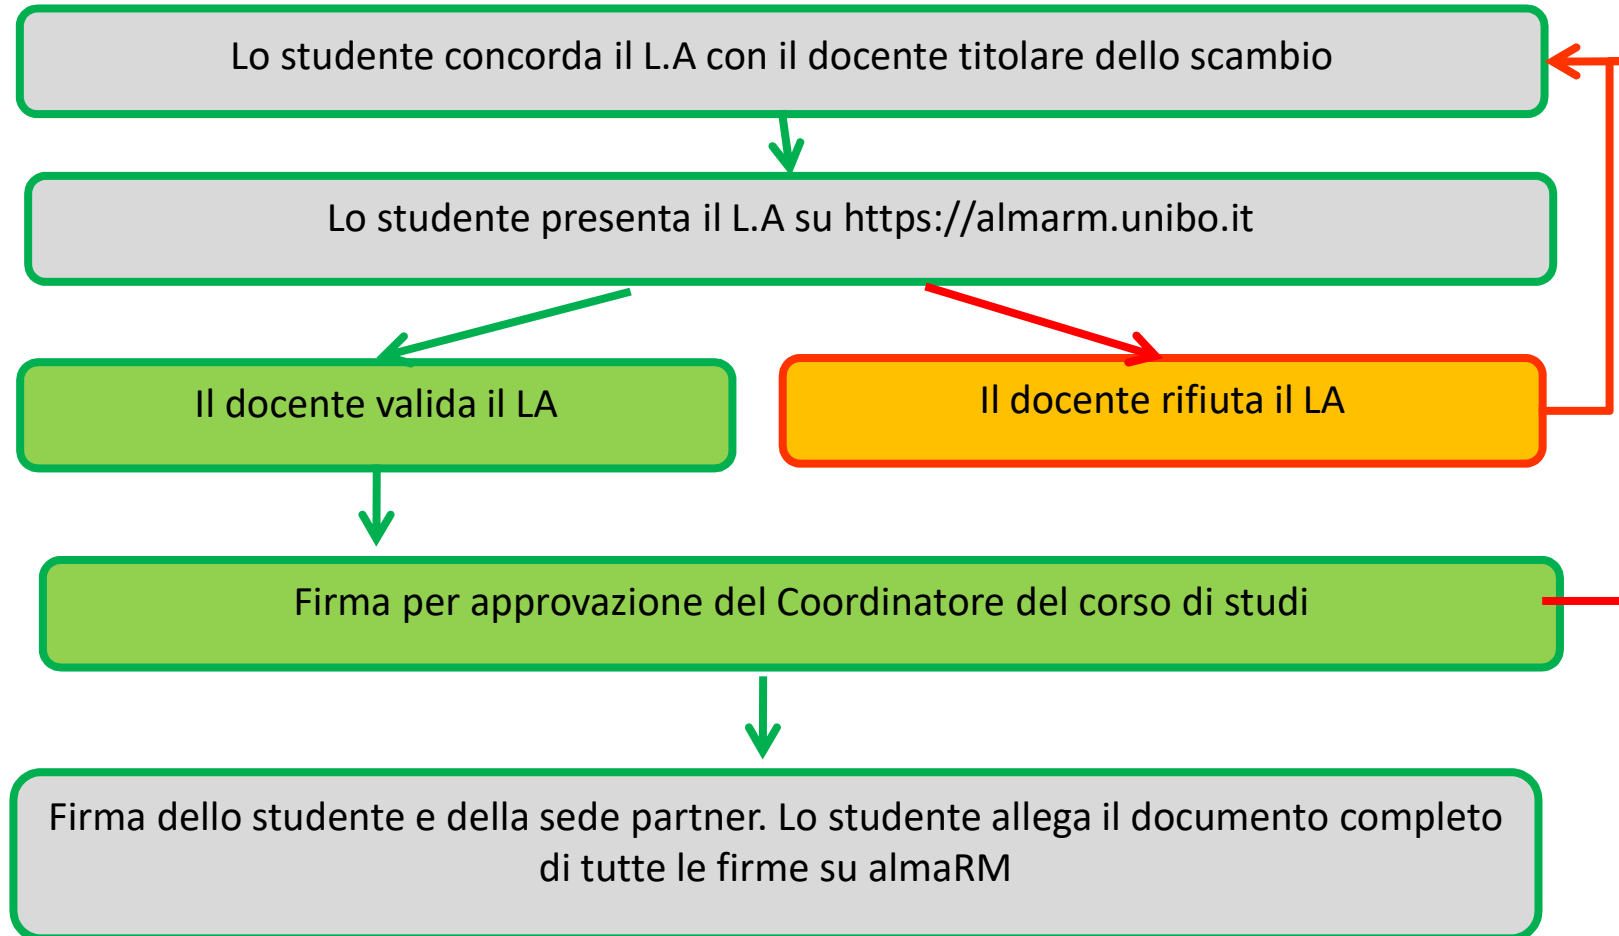 Lo studente concorda il L.A con il docente titolare dello scambio
Lo studente presenta il L.A su https://almarm.unibo.it
Il docente valida il LA
Il docente rifiuta il LA
Firma per approvazione del Coordinatore del corso di studi
Firma dello studente e della sede partner. Lo studente allega il documento completo
di tutte le firme su almaRM